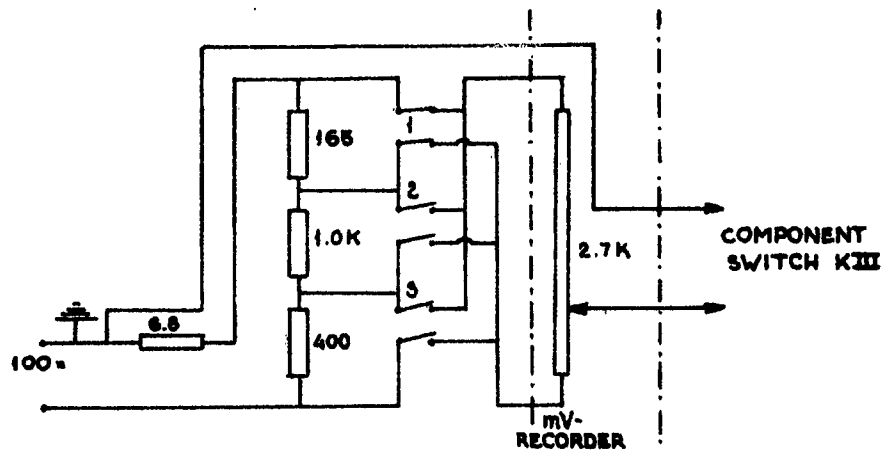 165
1
2
1.0K
3
400
2.7K
COMPONENT
SWITCH KIII
6.8
100=
mV-
RECORDER